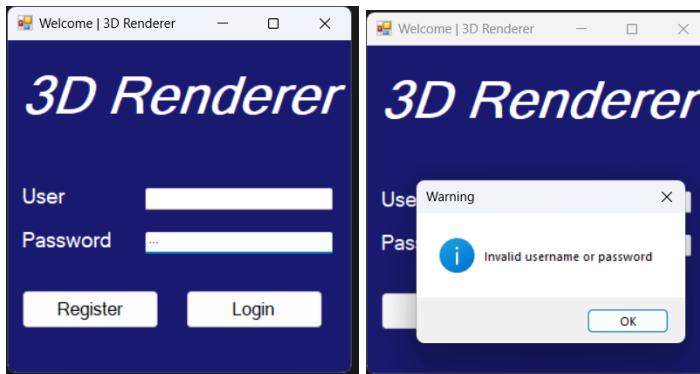 Welcome | 3D Renderer
3D Renderer
User
Password
...
Register
Login
Welcome | 3D Renderer
3D Renderer
Use
Pas
Warning
Invalid username or password
OK